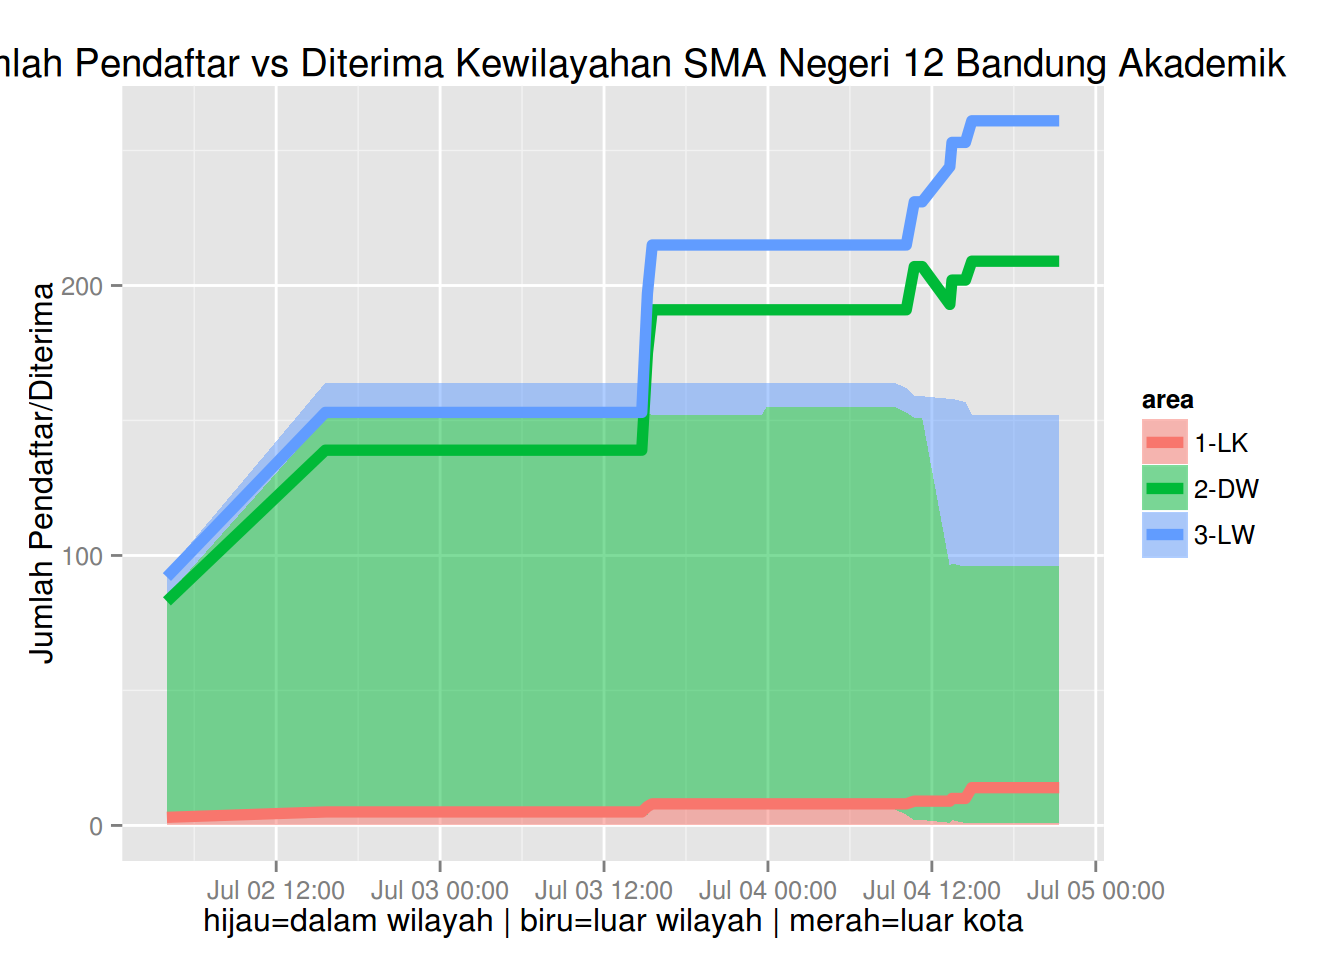 Pendaftar vs Diterima Kewilayahan SMA Negeri 12 Bandung Akademik
Jumlah Pendaftar/Diterima
200
100
0
area
1-LK
2-DW
3-LW
Jul 02 12:00
Jul 03 00:00
Jul 03 12:00
Jul 04 00:00
Jul 04 12:00
Jul 05 00:00
hijau=dalam wilayah | biru=luar wilayah | merah=luar kota